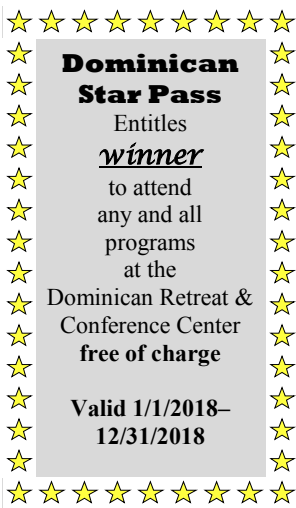 Dominican
Star Pass
Entitles
winner
to attend
any and all
programs
at the
Dominican Retreat &
Conference Center
free of charge
Valid 1/1/2018–
12/31/2018